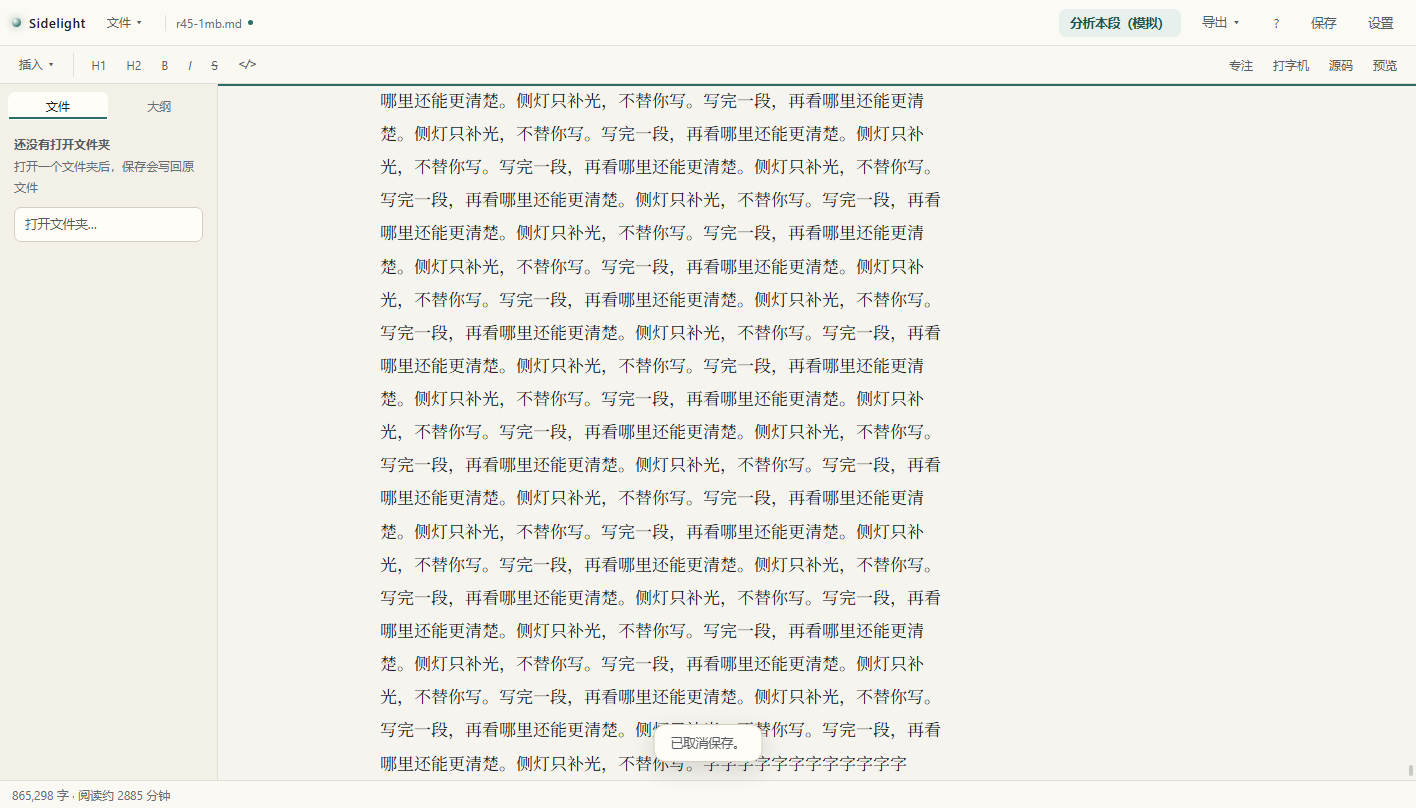 Sidelight 文件 r45-1mb.md 分析本段（模拟） 导出 ? 保存 设置
插入 H1 H2 B I S </> 专注 打字机 源码 预览
文件 大纲
还没有打开文件夹
打开一个文件夹后，保存会写回原
文件
打开文件夹...
哪里还能更清楚。侧灯只补光，不替你写。写完一段，再看哪里还能更清
楚。侧灯只补光，不替你写。写完一段，再看哪里还能更清楚。侧灯只补
光，不替你写。写完一段，再看哪里还能更清楚。侧灯只补光，不替你写。
写完一段，再看哪里还能更清楚。侧灯只补光，不替你写。写完一段，再看
哪里还能更清楚。侧灯只补光，不替你写。写完一段，再看哪里还能更清
楚。侧灯只补光，不替你写。写完一段，再看哪里还能更清楚。侧灯只补
光，不替你写。写完一段，再看哪里还能更清楚。侧灯只补光，不替你写。
写完一段，再看哪里还能更清楚。侧灯只补光，不替你写。写完一段，再看
哪里还能更清楚。侧灯只补光，不替你写。写完一段，再看哪里还能更清
楚。侧灯只补光，不替你写。写完一段，再看哪里还能更清楚。侧灯只补
光，不替你写。写完一段，再看哪里还能更清楚。侧灯只补光，不替你写。
写完一段，再看哪里还能更清楚。侧灯只补光，不替你写。写完一段，再看
哪里还能更清楚。侧灯只补光，不替你写。写完一段，再看哪里还能更清
楚。侧灯只补光，不替你写。写完一段，再看哪里还能更清楚。侧灯只补
光，不替你写。写完一段，再看哪里还能更清楚。侧灯只补光，不替你写。
写完一段，再看哪里还能更清楚。侧灯只补光，不替你写。写完一段，再看
哪里还能更清楚。侧灯只补光，不替你写。写完一段，再看哪里还能更清
楚。侧灯只补光，不替你写。写完一段，再看哪里还能更清楚。侧灯只补
光，不替你写。写完一段，再看哪里还能更清楚。侧灯只补光，不替你写。
写完一段，再看哪里还能更清楚。侧 替你写。写完一段，再看
哪里还能更清楚。侧灯只补光，不替你写。字字字字字字字字字字字字
已取消保存。
865,298 字 · 阅读约 2885 分钟